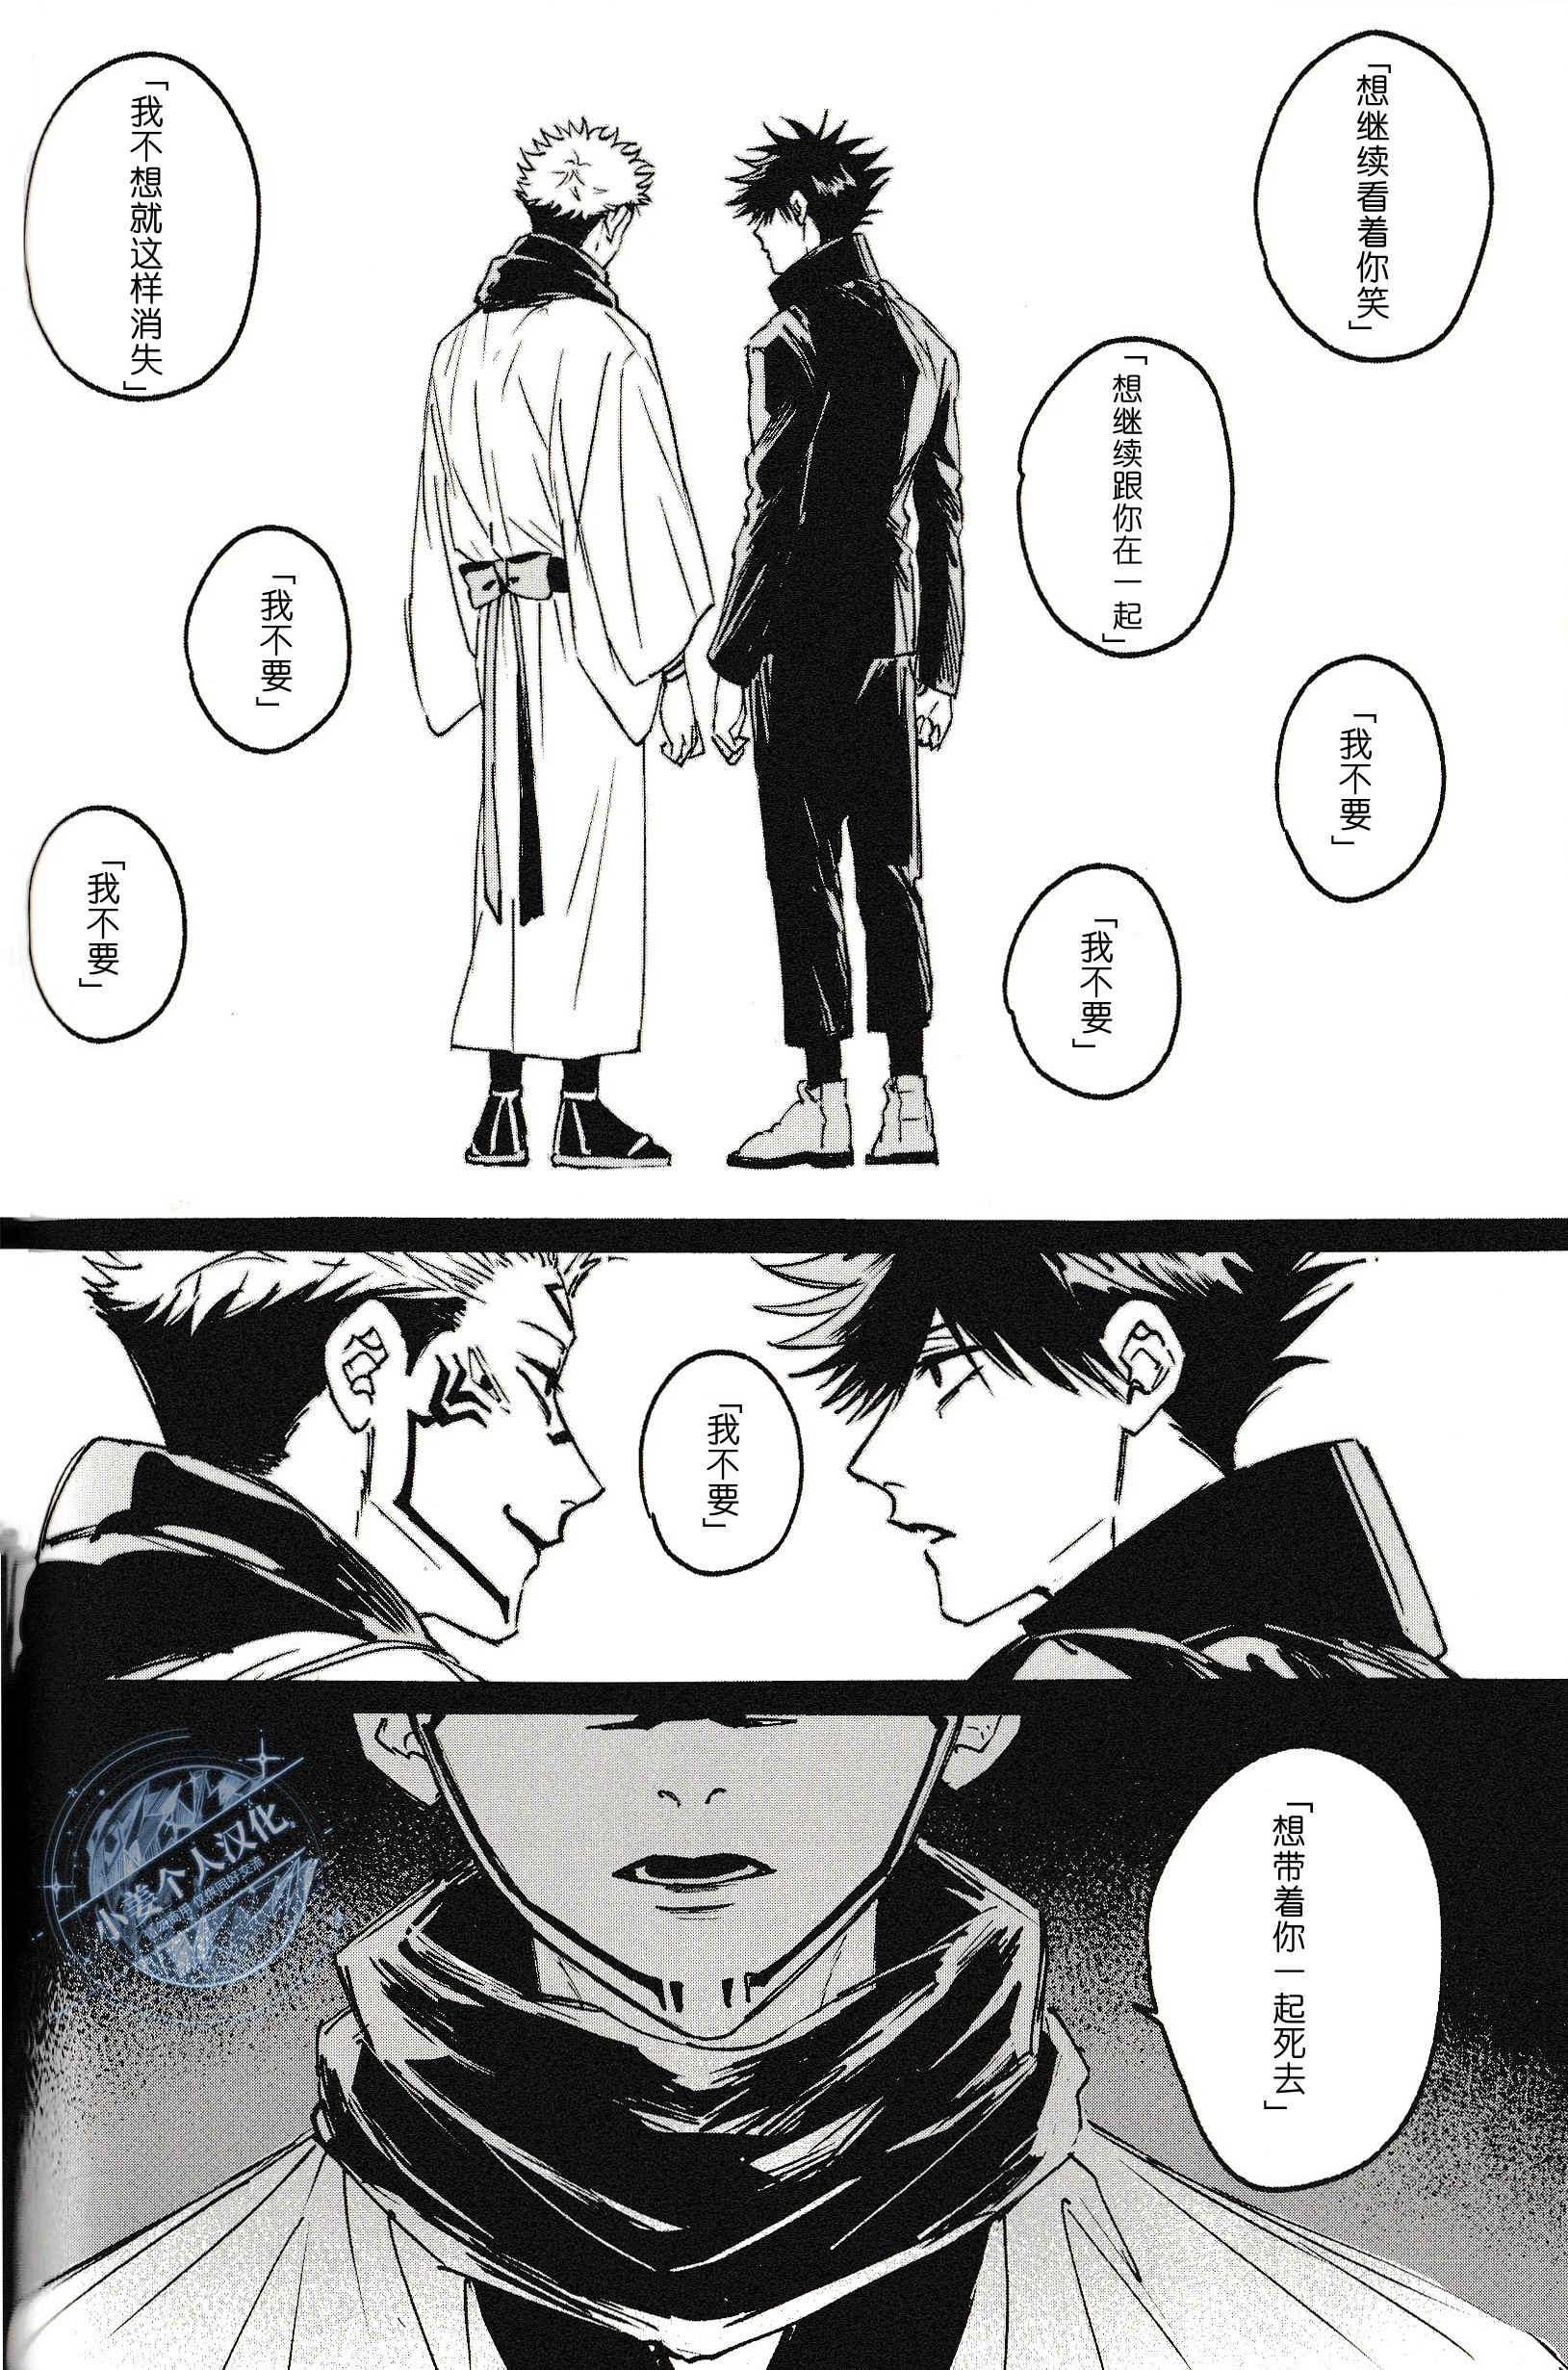 「想继续看着你笑」
「想继续跟你在一起」
「我不要」
「我不要」
「我不想就这样消失」
「我不要」
「我不要」
「我不要」
「想带着你一起死去」
小姜个人汉化